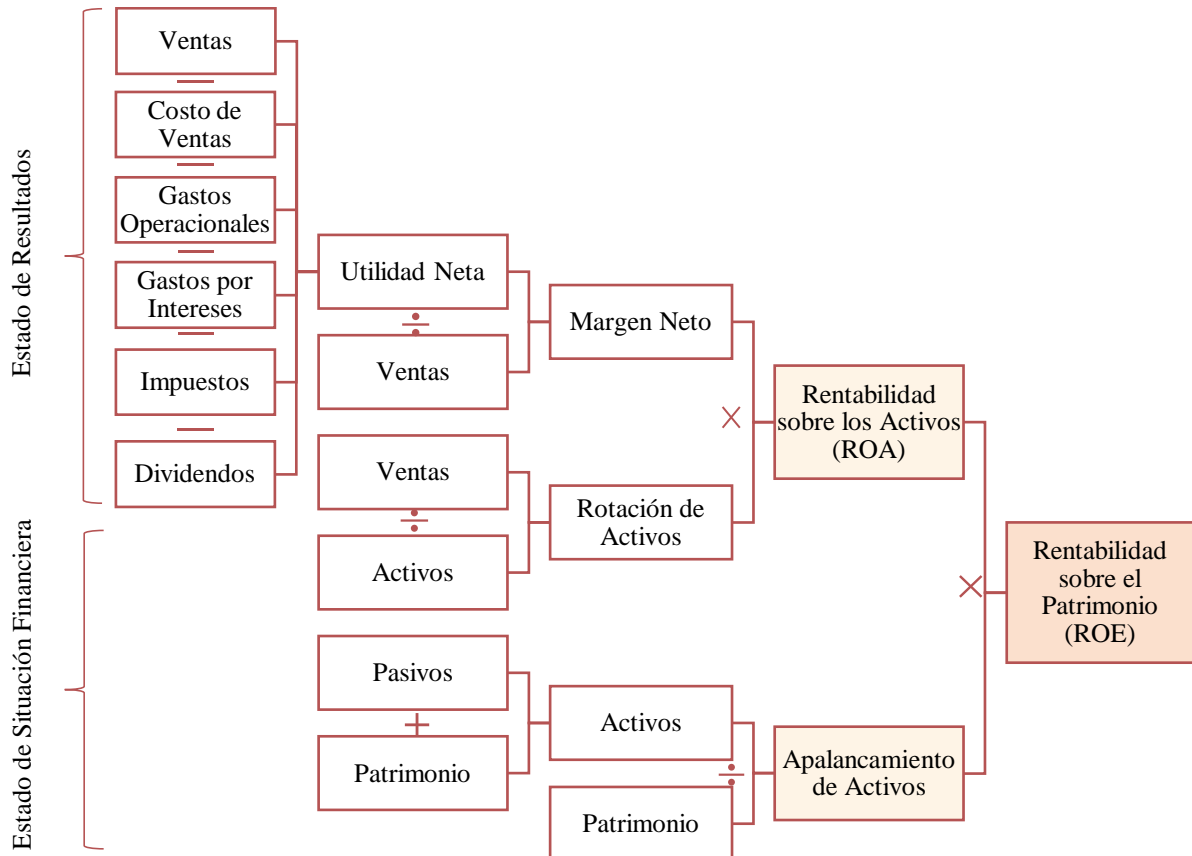 Estado de Resultados
Ventas
Costo de
Ventas
Gastos
Operacionales
Gastos por
Intereses
Impuestos
Dividendos
Utilidad Neta
÷
Ventas
Margen Neto
Ventas
÷
Activos
Rotación de
Activos
×
Rentabilidad
sobre los Activos
(ROA)
Estado de Situación Financiera
Pasivos
+
Patrimonio
Activos
÷
Patrimonio
Apalancamiento
de Activos
×
Rentabilidad
sobre el
Patrimonio
(ROE)